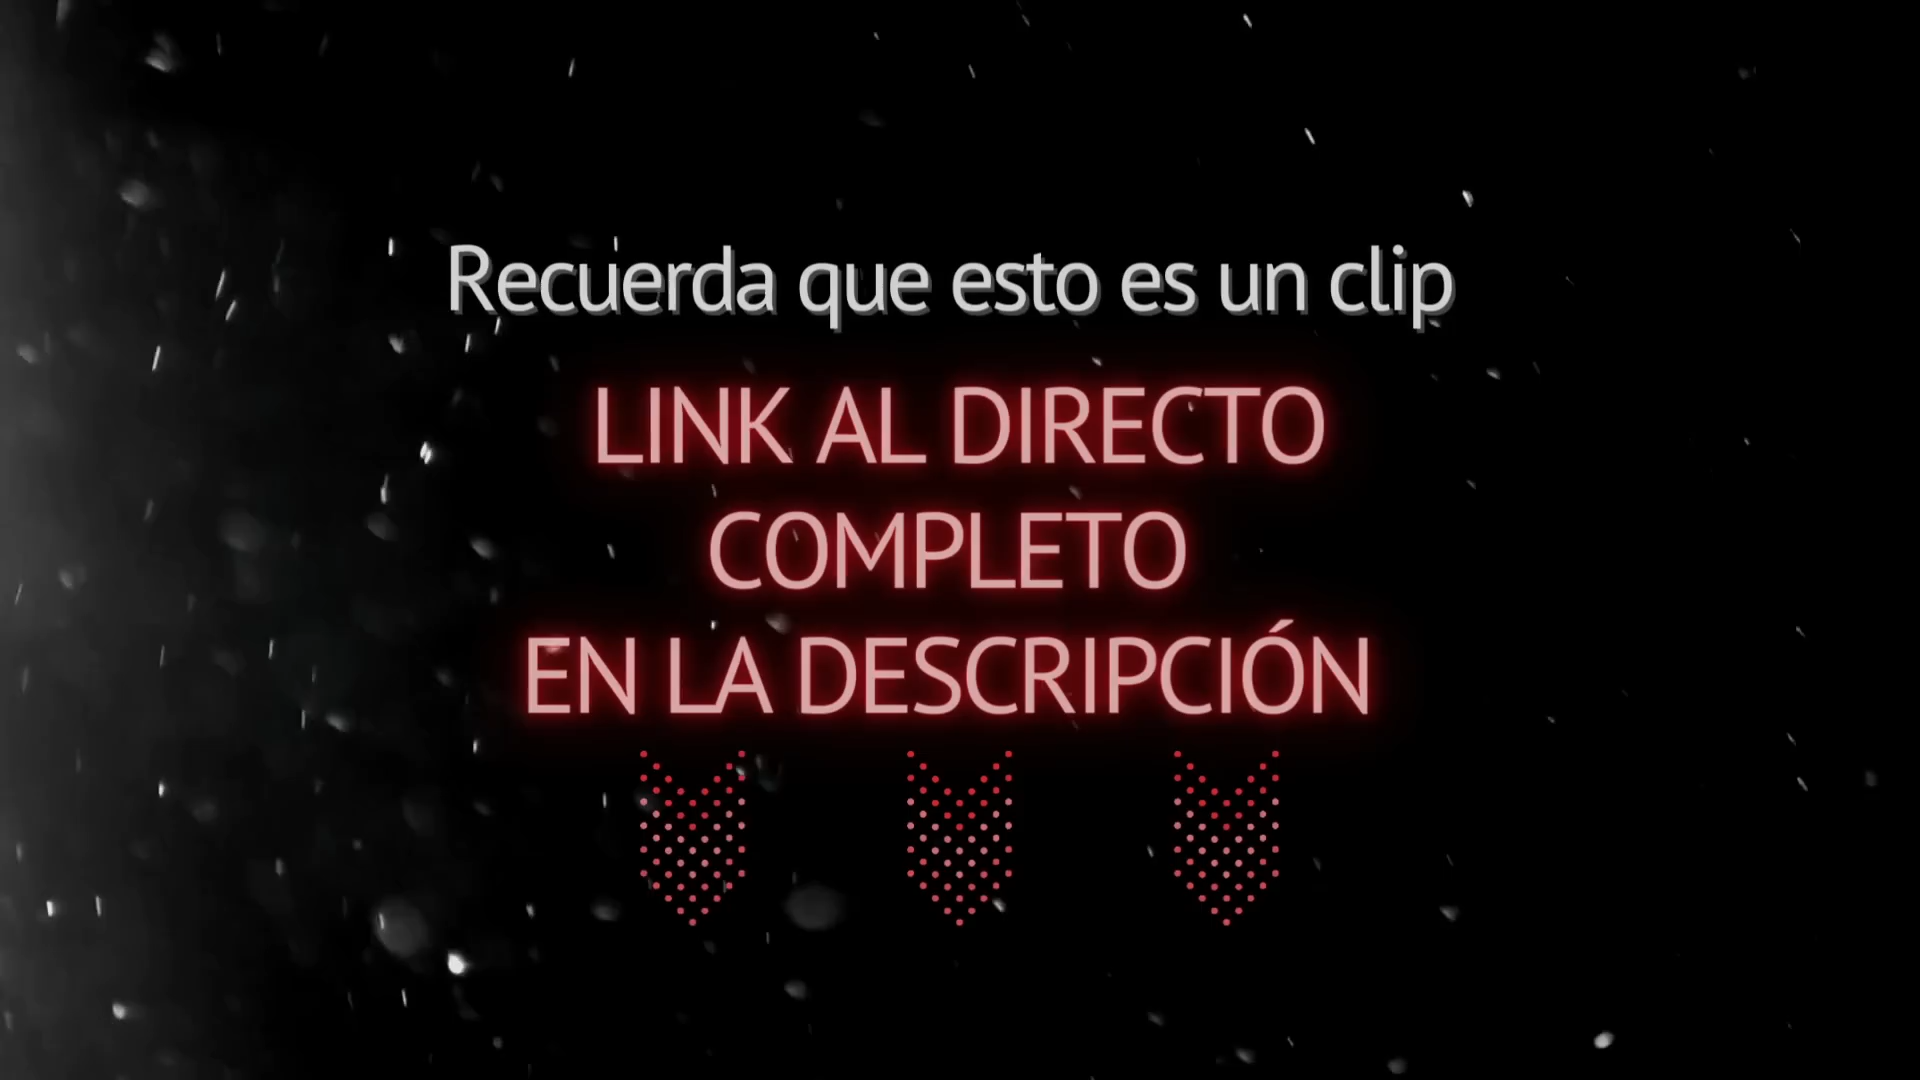 Recuerda que esto es un clip
LINK AL DIRECTO
COMPLETO
EN LA DESCRIPCIÓN